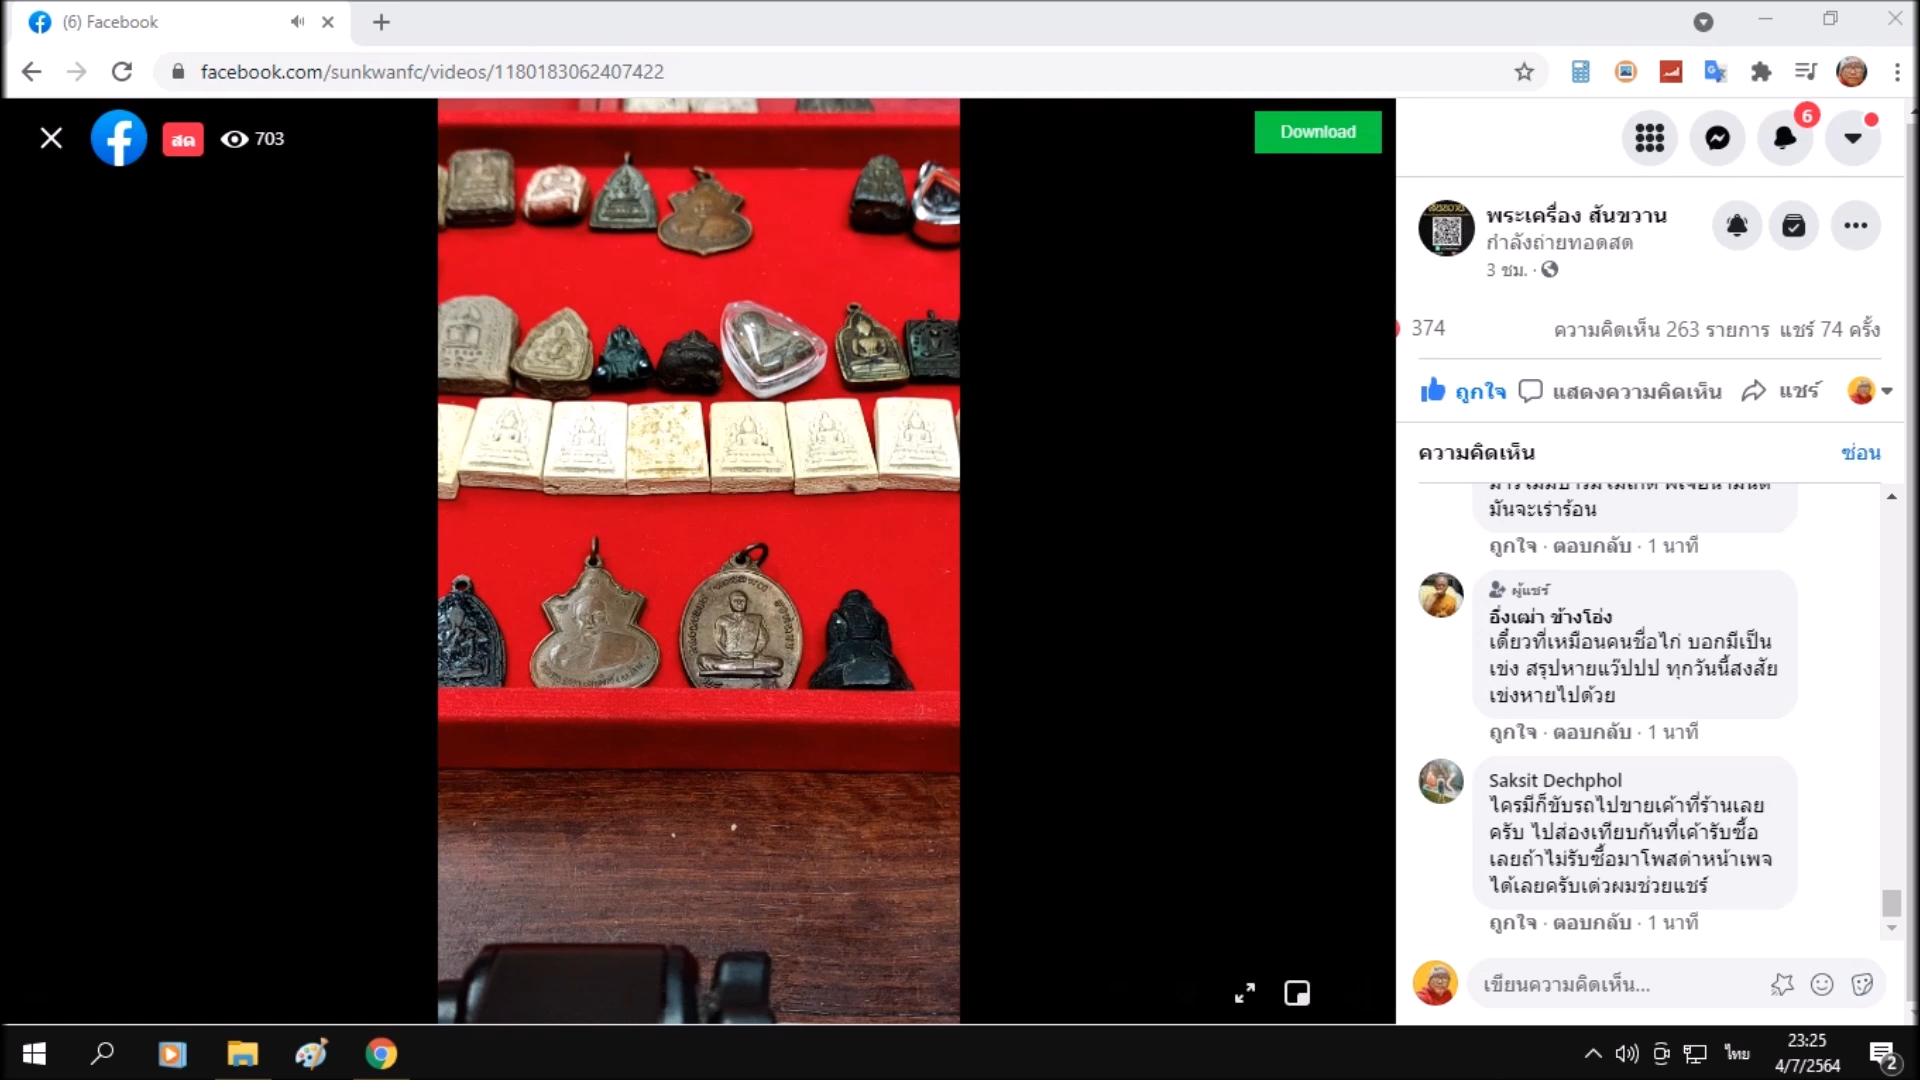 (6) Facebook
facebook.com/sunkwanfc/videos/1180183062407422
สด
703
Download
6
พระเครื่อง สันขวาน
กำลังถ่ายทอดสด
3 ชม. ·
374
ความคิดเห็น 263 รายการ แชร์ 74 ครั้ง
ถูกใจ แสดงความคิดเห็น แชร์
ความคิดเห็น
ซ่อน
มันจะเร่าร้อน
ถูกใจ · ตอบกลับ · 1 นาที
ผู้แชร์
อึ่งเฒ่า ข้างโอ่ง
เดี๋ยวที่เหมือนคนชื่อไก่ บอกมีเป็น
เข่ง สรุปหายแว๊ปปปป ทุกวันนี้สงสัย
เข่งหายไปด้วย
ถูกใจ · ตอบกลับ · 1 นาที
Saksit Dechphol
ไครมีก็ขับรถไปขายเค้าที่ร้านเลย
ครับ ไปส่องเทียบกันที่เค้ารับซื้อ
เลยถ้าไม่รับซื้อมาโพสด่าหน้าเพจ
ได้เลยครับเด่วผมช่วยแชร์
ถูกใจ · ตอบกลับ · 1 นาที
เขียนความคิดเห็น...
ไทย
23:25
4/7/2564
2